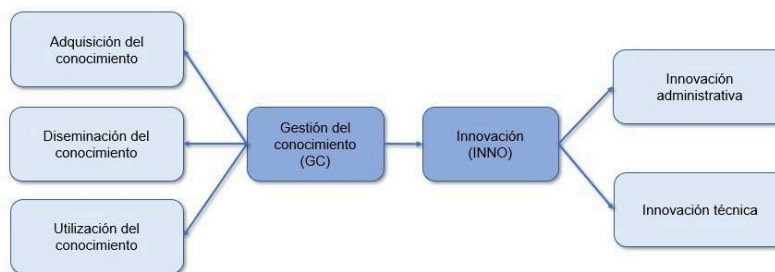 Adquisición del
conocimiento
Diseminación del
conocimiento
Utilización del
conocimiento
Gestión del
conocimiento
(GC)
Innovación
(INNO)
Innovación
administrativa
Innovación técnica